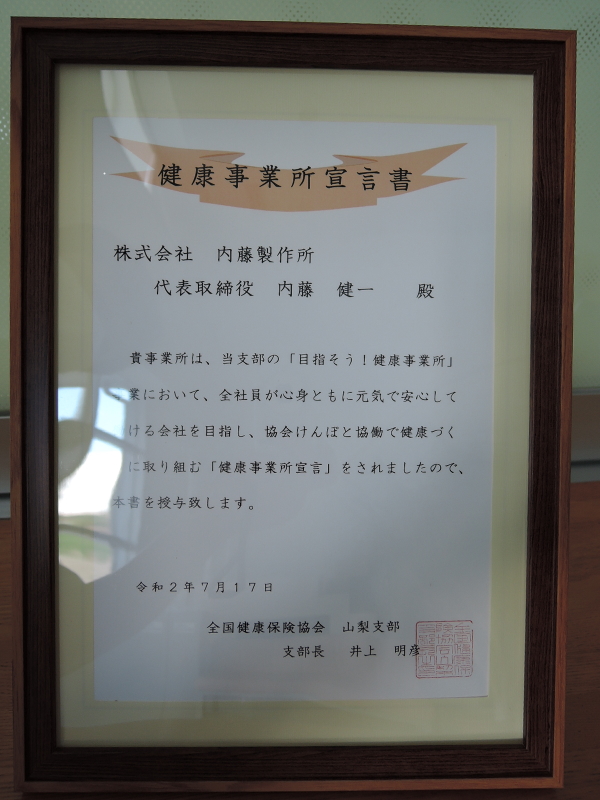 健康事業所宣言書
株式会社　内藤製作所
代表取締役　内藤　健一　　殿
貴事業所は、当支部の「目指そう！健康事業所」
業において、全社員が心身ともに元気で安心して
ける会社を目指し、協会けんぽと協働で健康づく
に取り組む「健康事業所宣言」をされましたので、
本書を授与致します。
令和２年７月１７日
全国健康保険協会　山梨支部
支部長　井上　明彦